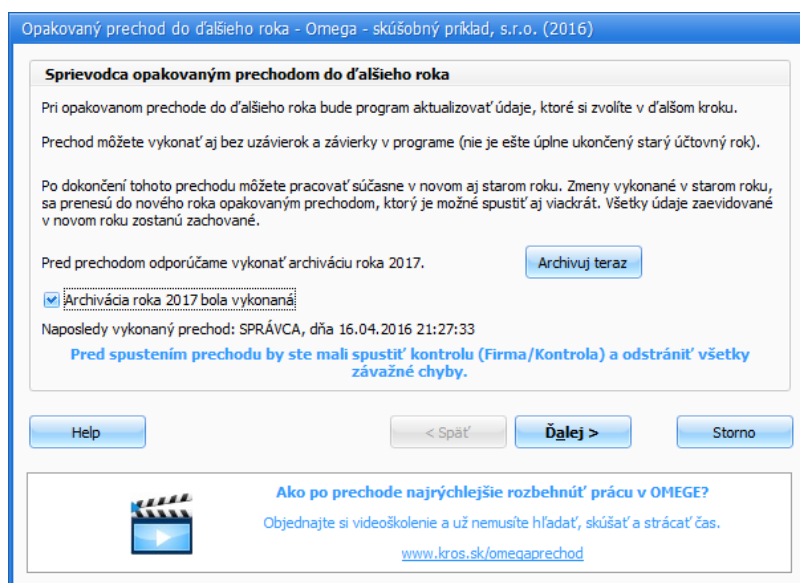 Opakovaný prechod do ďalšieho roka - Omega - skúšobný príklad, s.r.o. (2016)
Sprievodca opakovaným prechodom do ďalšieho roka
Pri opakovanom prechode do ďalšieho roka bude program aktualizovať údaje, ktoré si zvolíte v ďalšom kroku.
Prechod môžete vykonať aj bez uzávierok a závierky v programe (nie je ešte úplne ukončený starý účtovný rok).
Po dokončení tohoto prechodu môžete pracovať súčasne v novom aj starom roku. Zmeny vykonané v starom roku,
sa prenesú do nového roka opakovaným prechodom, ktorý je možné spustiť aj viackrát. Všetky údaje zaevidované
v novom roku zostanú zachované.
Pred prechodom odporúčame vykonať archiváciu roka 2017.
Archivuj teraz
Archivácia roka 2017 bola vykonaná
Naposledy vykonaný prechod: SPRÁVCA, dňa 16.04.2016 21:27:33
Pred spustením prechodu by ste mali spustiť kontrolu (Firma/Kontrola) a odstrániť všetky
závažné chyby.
Help
< Späť
Ďalej >
Storno
Ako po prechode najrýchlejšie rozbehnúť prácu v OMEGE?
Objednajte si videoškolenie a už nemusíte hľadať, skúšať a strácať čas.
www.kros.sk/omegaprechod